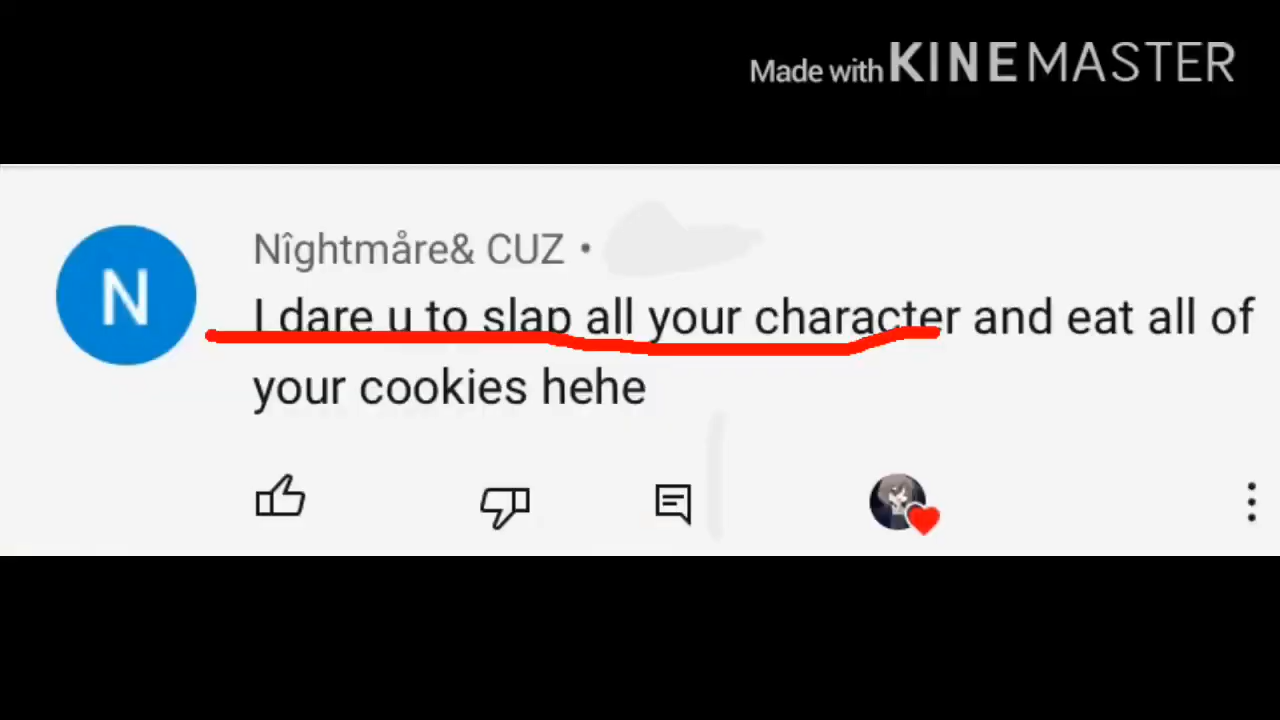 Made with KINEMASTER
Nîghtmåre& CUZ •
I dare u to slap all your character and eat all of
your cookies hehe
N